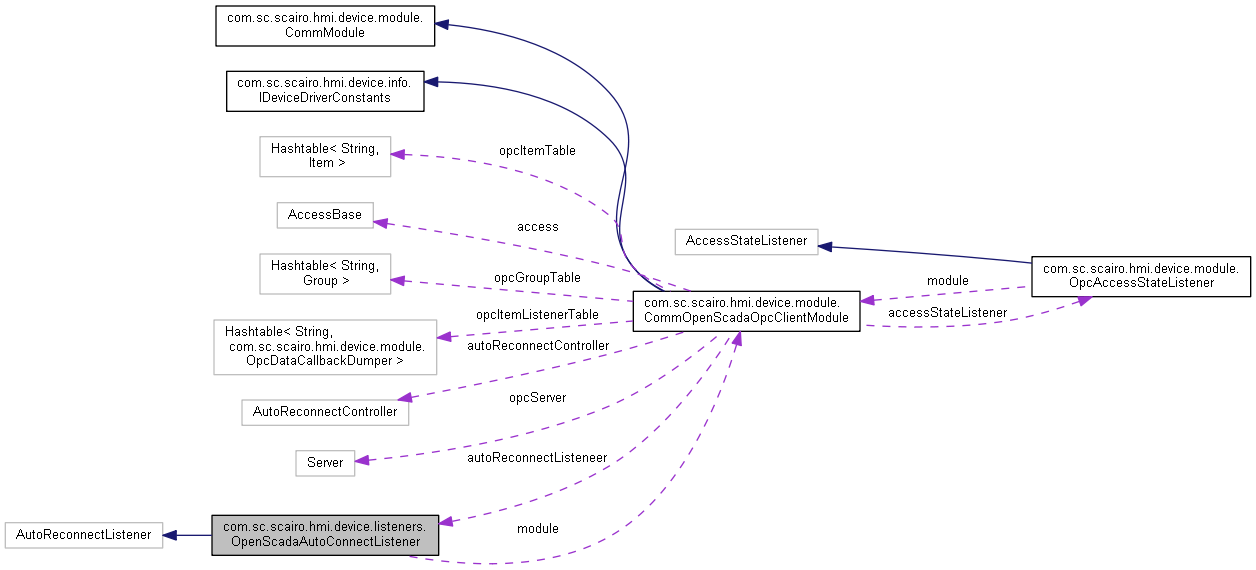 com.sc.scairo.hmi.device.module.
CommModule
com.sc.scairo.hmi.device.info.
IDeviceDriverConstants
Hashtable< String,
Item >
opcItemTable
AccessBase
access
AccessStateListener
com.sc.scairo.hmi.device.module.
OpcAccessStateListener
Hashtable< String,
Group >
opcGroupTable
module
com.sc.scairo.hmi.device.module.
CommOpenScadaOpcClientModule
accessStateListener
Hashtable< String,
com.sc.scairo.hmi.device.module.
OpcDataCallbackDumper >
opcItemListenerTable
autoReconnectController
AutoReconnectController
opcServer
Server
autoReconnectListeneer
com.sc.scairo.hmi.device.listeners.
OpenScadaAutoConnectListener
AutoReconnectListener
module